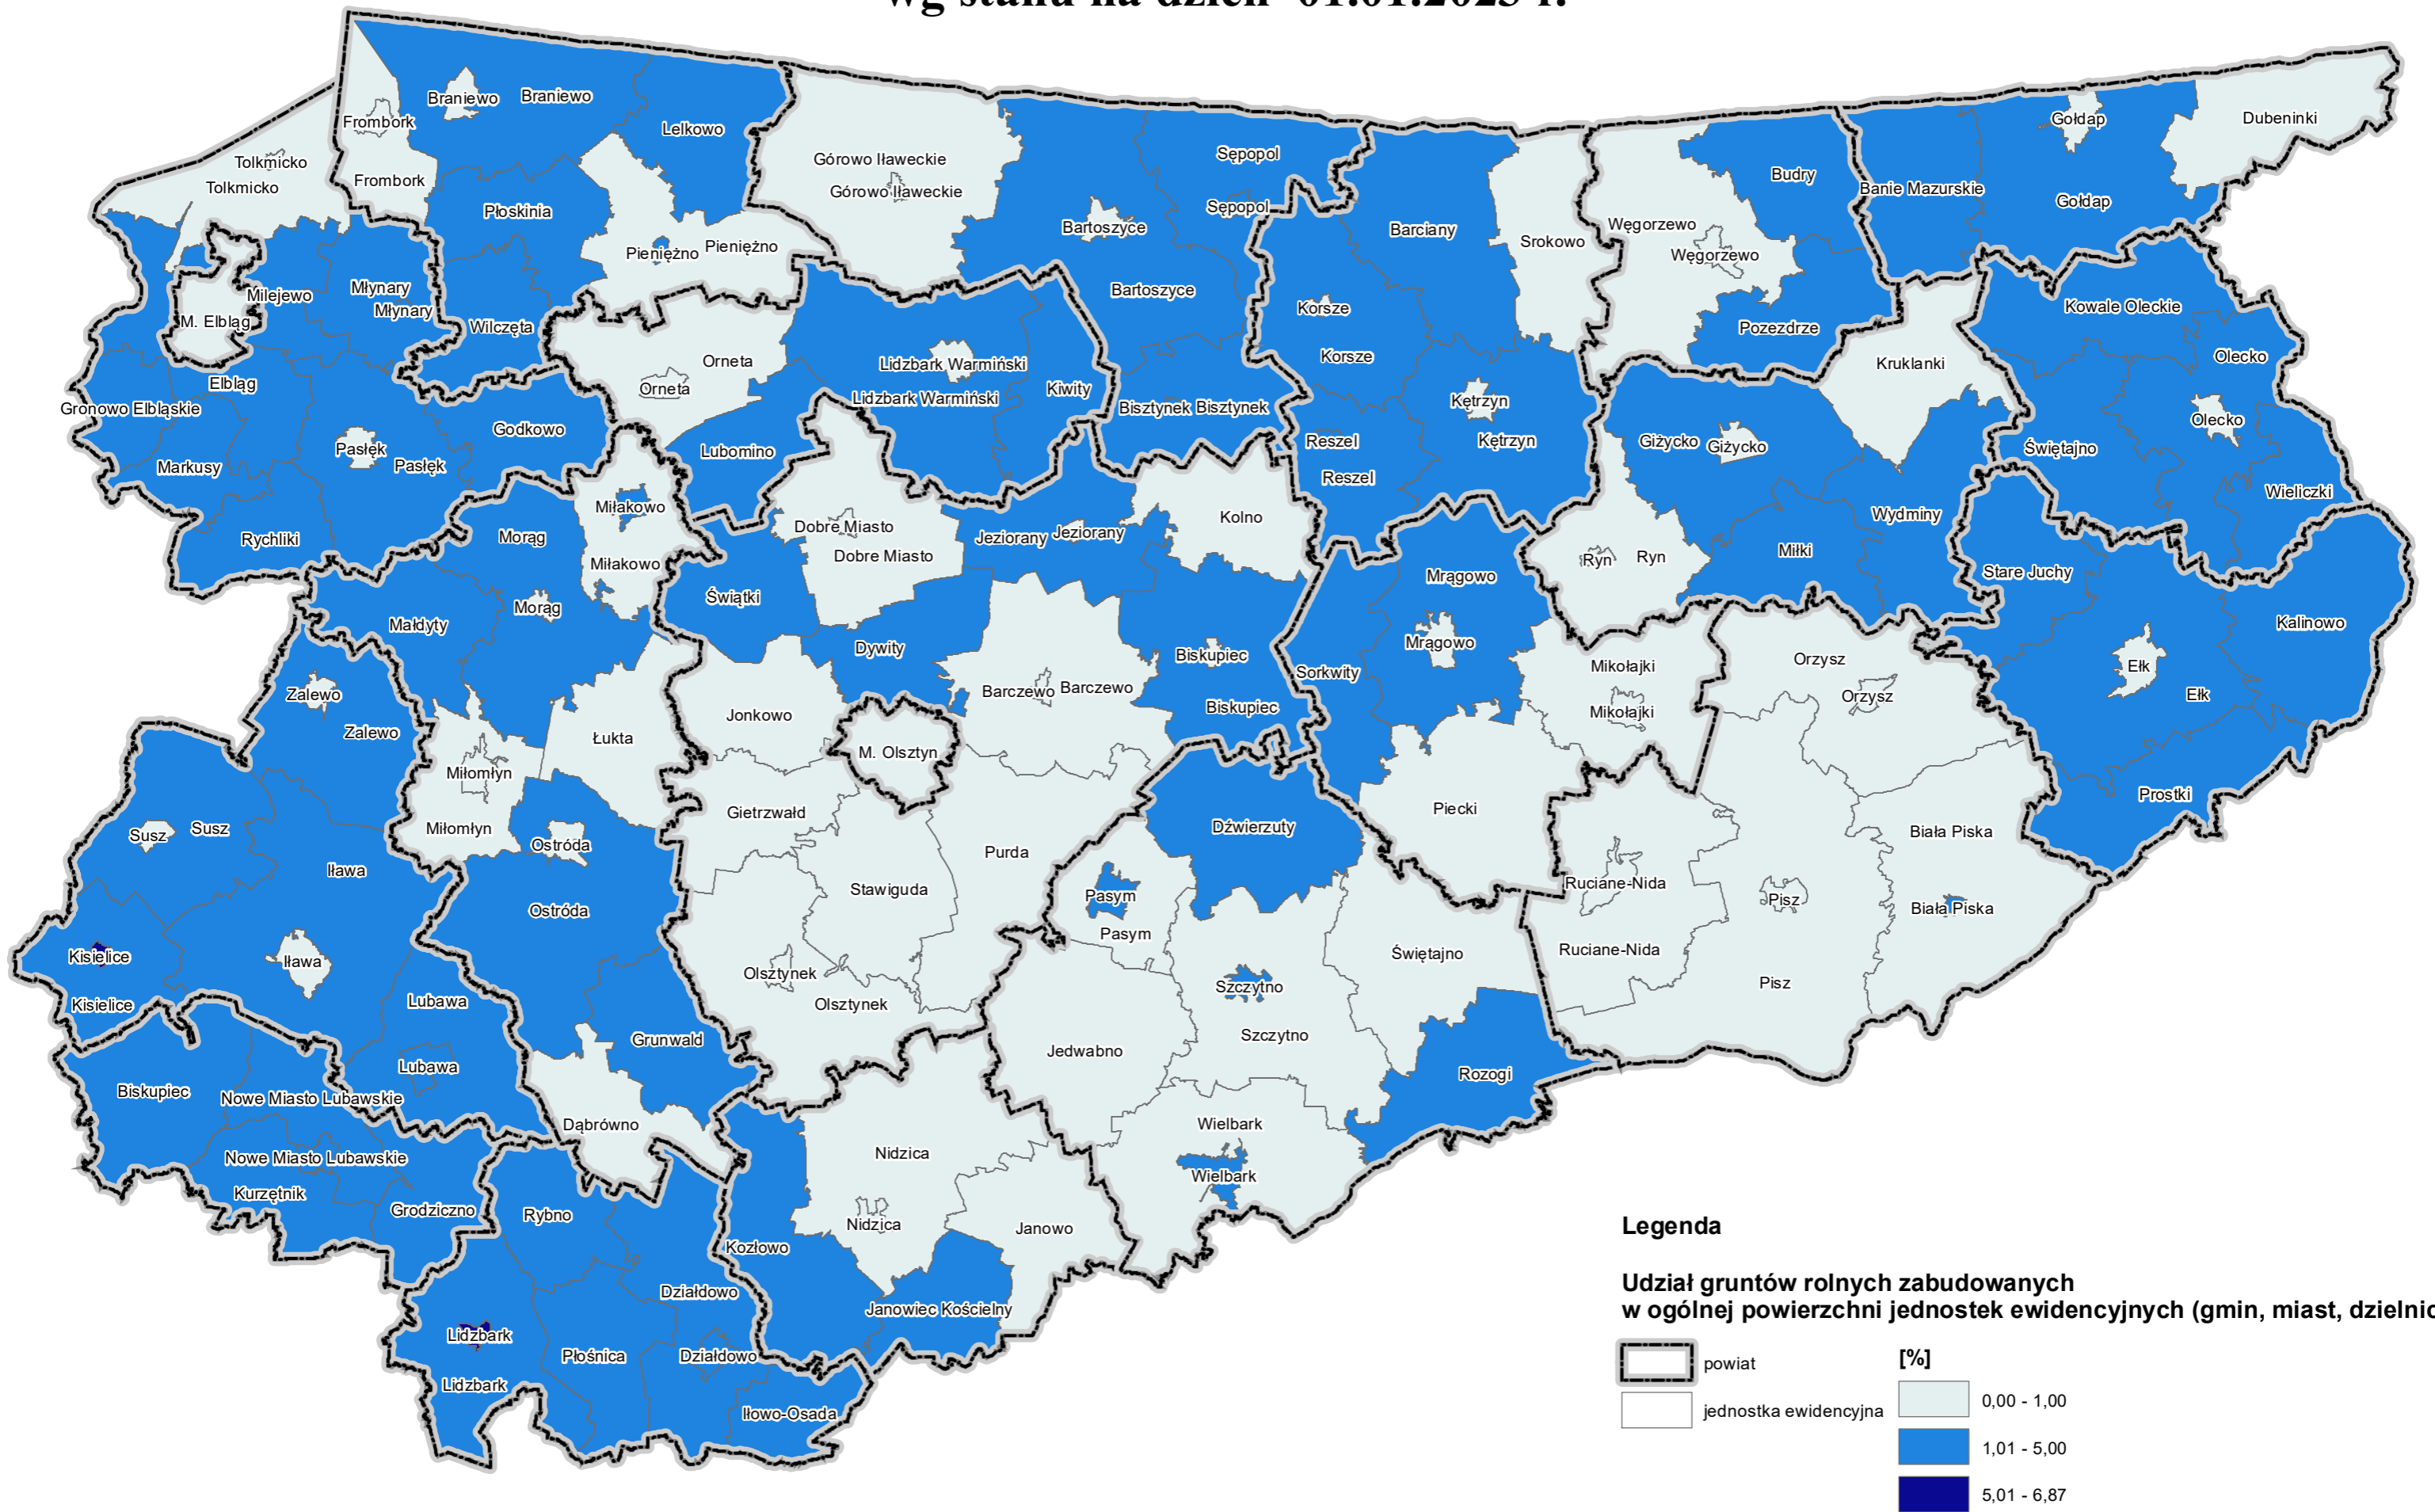 wg stanu na dzień 01.01.2023 r.
Braniewo
Braniewo
Frombork
Lelkowo
Gołdap
Dubeninki
Tolkmicko
Tolkmicko
Frombork
Górowo Iławeckie
Górowo Iławeckie
Sępopol
Sępopol
Budry
Banie Mazurskie
Gołdap
Płoskinia
Pieniężno
Pieniężno
Bartoszyce
Bartoszyce
Barciany
Srokowo
Węgorzewo
Węgorzewo
Milejewo
Młynary
Młynary
M. Elbląg
Wilczęta
Korsze
Korsze
Pozezdrze
Kowale Oleckie
Olecko
Orneta
Orneta
Lidzbark Warmiński
Lidzbark Warmiński
Kiwity
Kruklanki
Elbląg
Gronowo Elbląskie
Bisztynek
Bisztynek
Kętrzyn
Kętrzyn
Olecko
Godkowo
Pasłęk
Pasłęk
Lubomino
Reszel
Reszel
Giżycko
Giżycko
Świętajno
Markusy
Wieliczki
Miłakowo
Miłakowo
Dobre Miasto
Dobre Miasto
Jeziorany
Jeziorany
Kolno
Wydminy
Rychliki
Morąg
Morąg
Ryn
Ryn
Miłki
Stare Juchy
Świątki
Mrągowo
Mrągowo
Małdyty
Kalinowo
Dywity
Biskupiec
Biskupiec
Sorkwity
Mikołajki
Mikołajki
Orzysz
Orzysz
Ełk
Ełk
Zalewo
Zalewo
Barczewo
Barczewo
Jonkowo
Łukta
M. Olsztyn
Miłomłyn
Miłomłyn
Gietrzwałd
Piecki
Prostki
Susz
Susz
Ostróda
Ostróda
Dźwierzuty
Biała Piska
Biała Piska
Iława
Iława
Purda
Stawiguda
Pasym
Pasym
Ruciane-Nida
Ruciane-Nida
Pisz
Pisz
Kisielice
Kisielice
Świętajno
Olsztynek
Olsztynek
Szczytno
Szczytno
Lubawa
Lubawa
Grunwald
Jedwabno
Rozogi
Biskupiec
Nowe Miasto Lubawskie
Nowe Miasto Lubawskie
Dąbrówno
Wielbark
Wielbark
Nidzica
Nidzica
Kurzętnik
Grodziczno
Rybno
Janowo
Kozłowo
Działdowo
Działdowo
Janowiec Kościelny
Lidzbark
Lidzbark
Płośnica
Iłowo-Osada
Legenda
Udział gruntów rolnych zabudowanych
w ogólnej powierzchni jednostek ewidencyjnych (gmin, miast, dzielnic
powiat
[%]
jednostka ewidencyjna
0,00 - 1,00
1,01 - 5,00
5,01 - 6,87